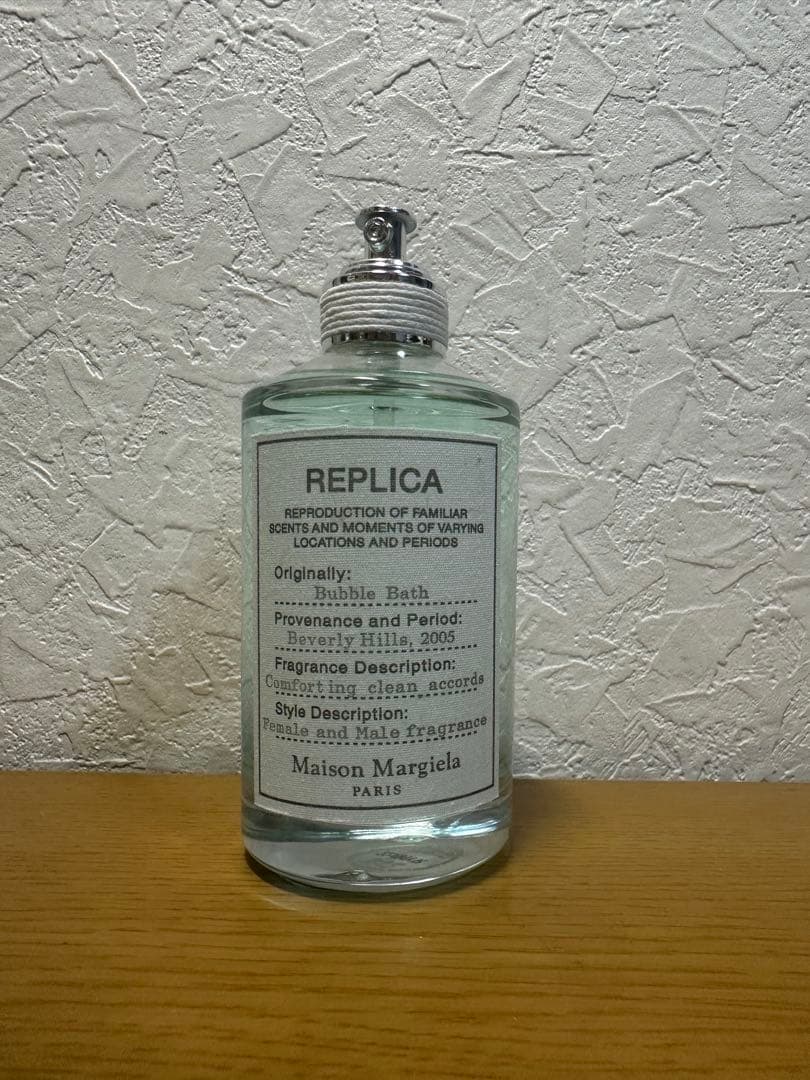 REPLICA
REPRODUCTION OF FAMILIAR
SCENTS AND MOMENTS OF VARYING
LOCATIONS AND PERIODS
Originally:
Bubble Bath
Provenance and Period:
Beverly Hills, 2005
Fragrance Description:
Comforting clean accords
Style Description:
Female and Male fragrance
Maison Margiela
PARIS